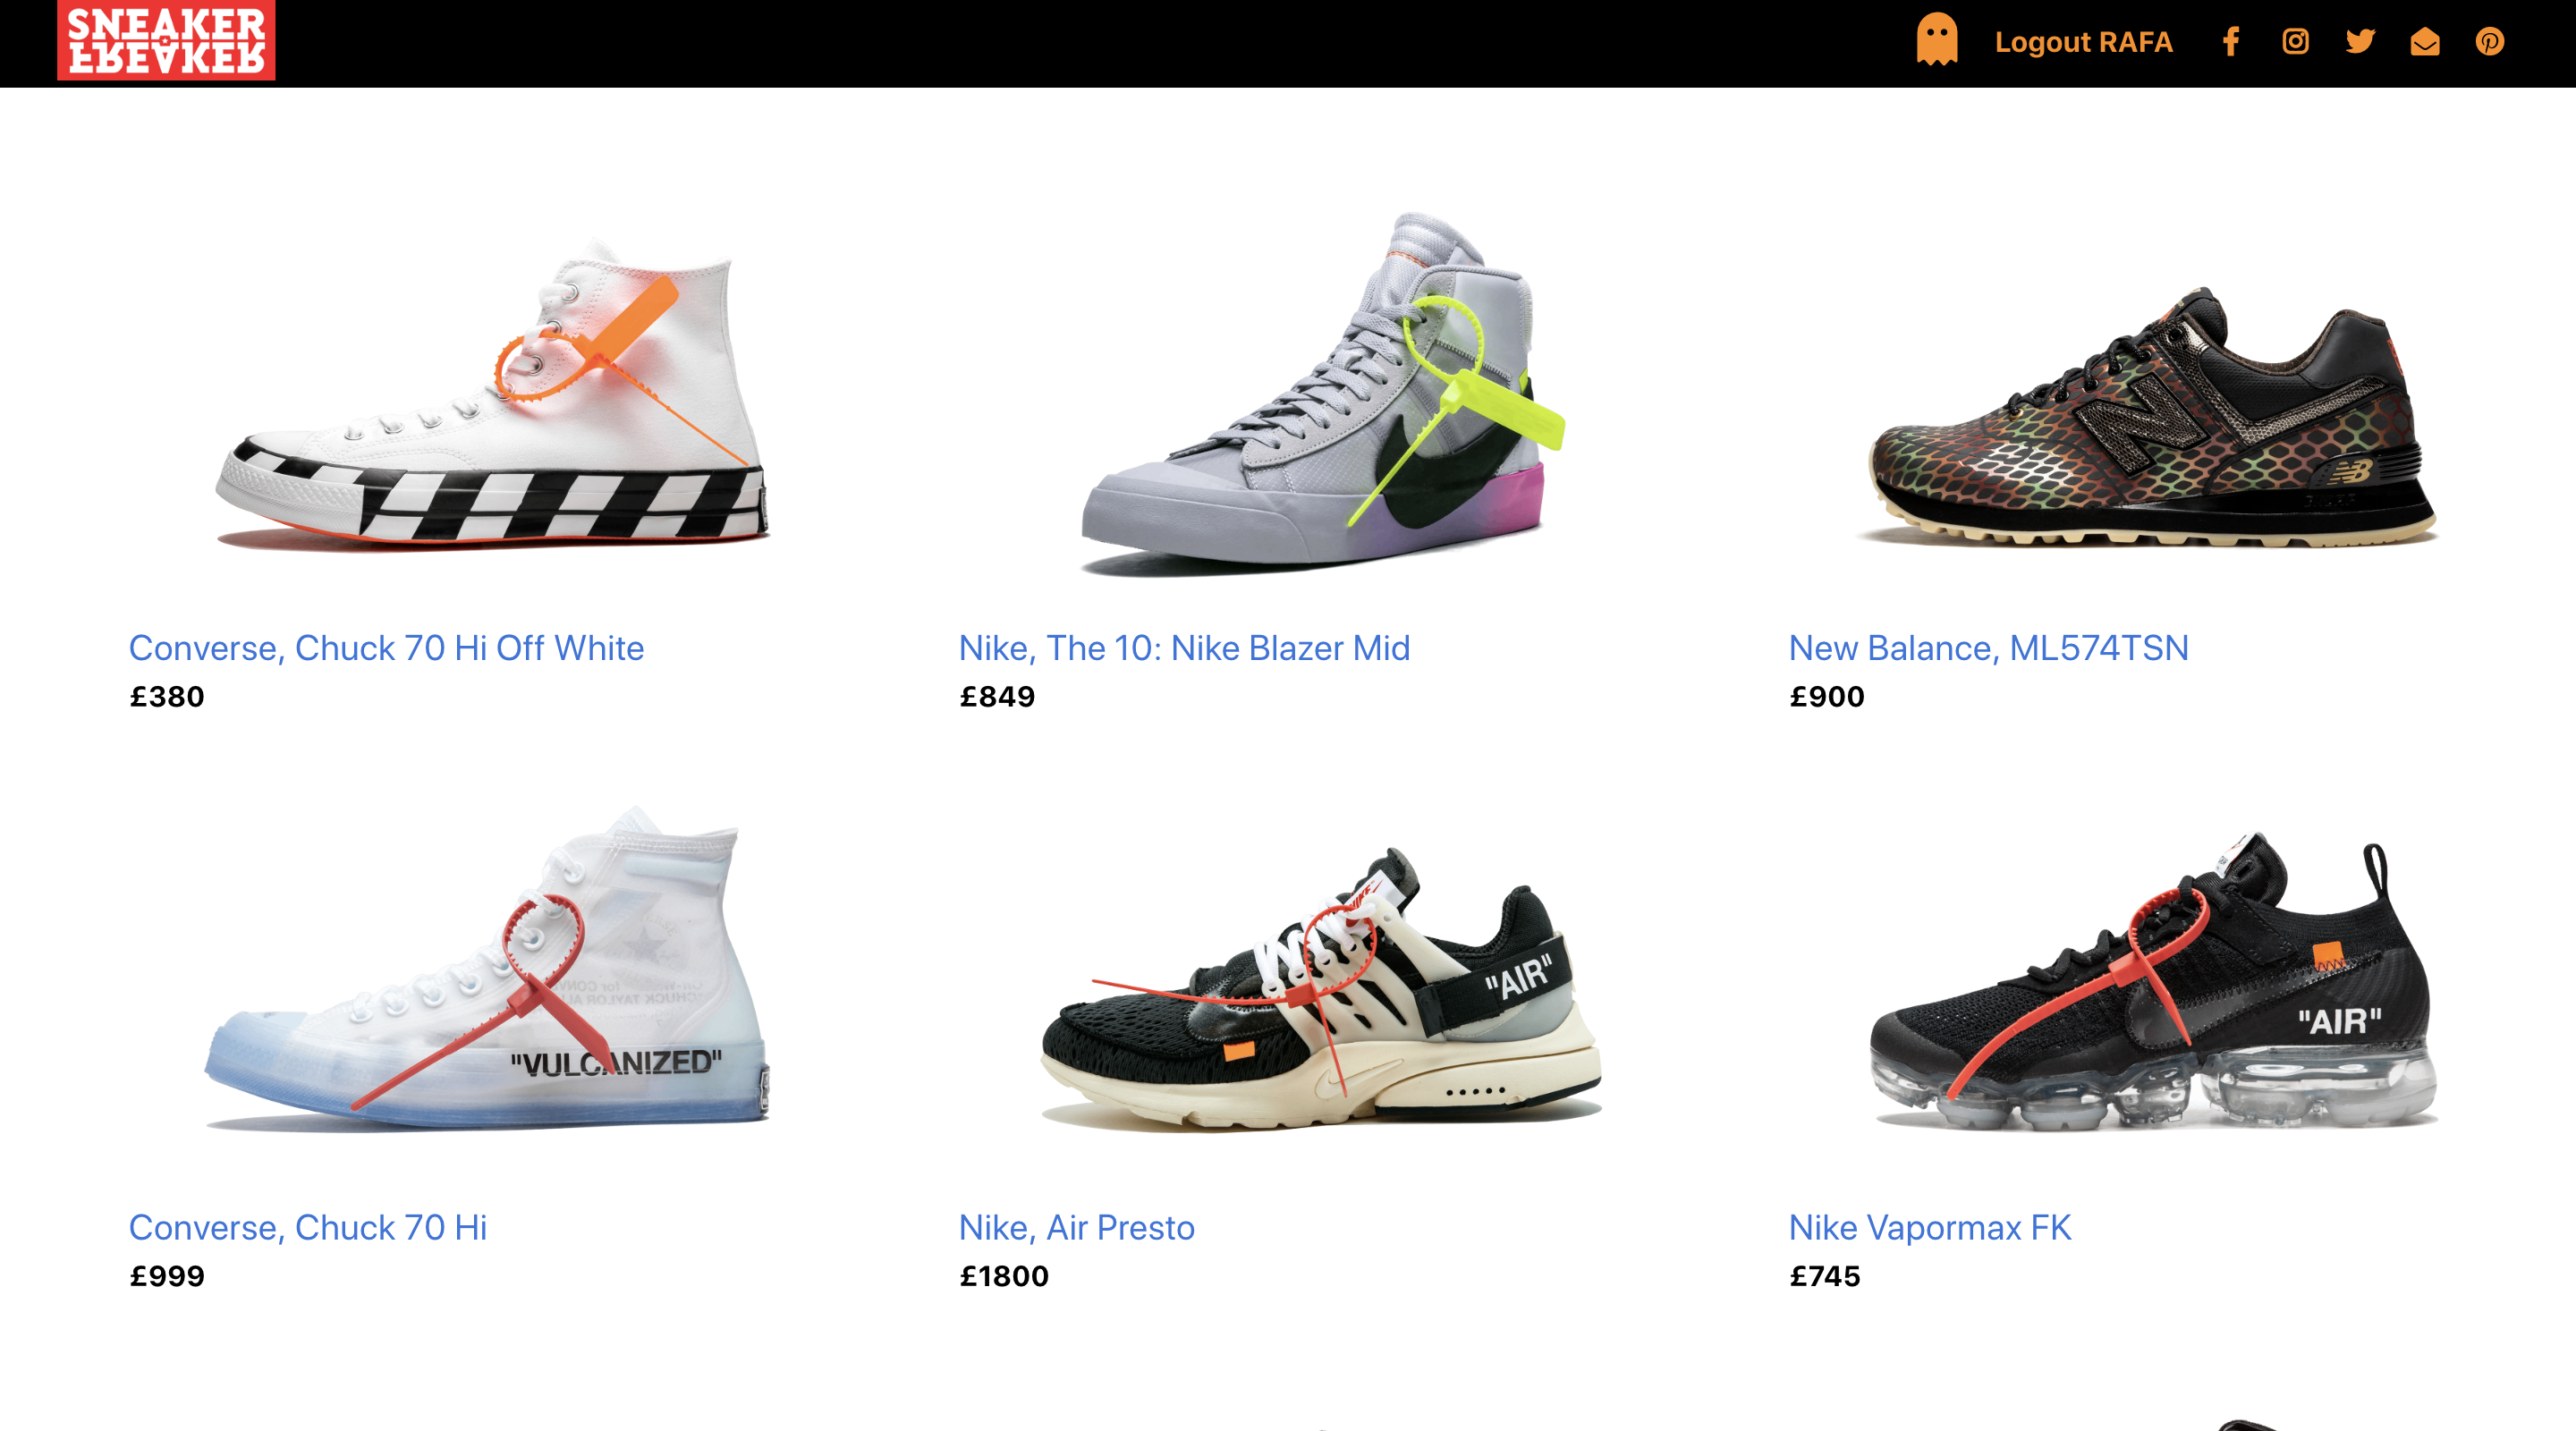 SNEAKER
FREAKER
Logout RAFA
Converse, Chuck 70 Hi Off White
£380
Nike, The 10: Nike Blazer Mid
£849
New Balance, ML574TSN
£900
"VULCANIZED"
"AIR"
"AIR"
Converse, Chuck 70 Hi
£999
Nike, Air Presto
£1800
Nike Vapormax FK
£745